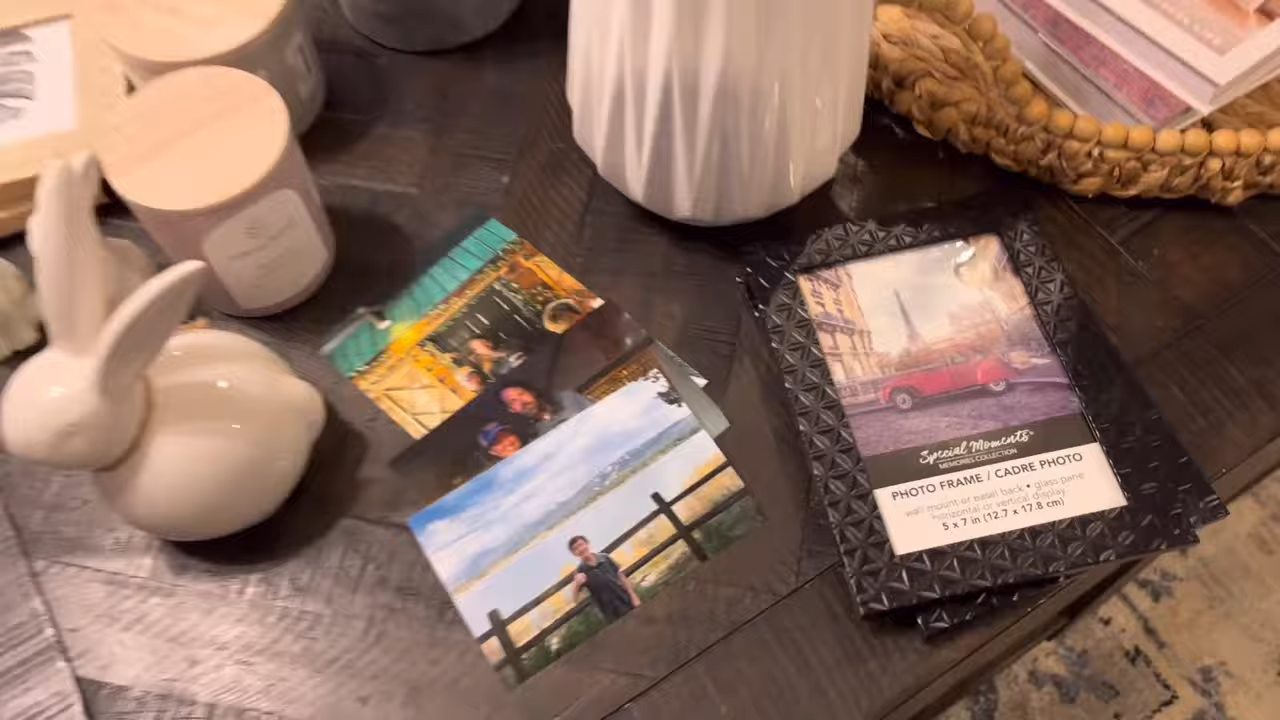 Special Moments
MEMORIES COLLECTION
PHOTO FRAME / CADRE PHOTO
wall mount or easel back • glass pane
horizontal or vertical display
5 x 7 in (12.7 x 17.8 cm)